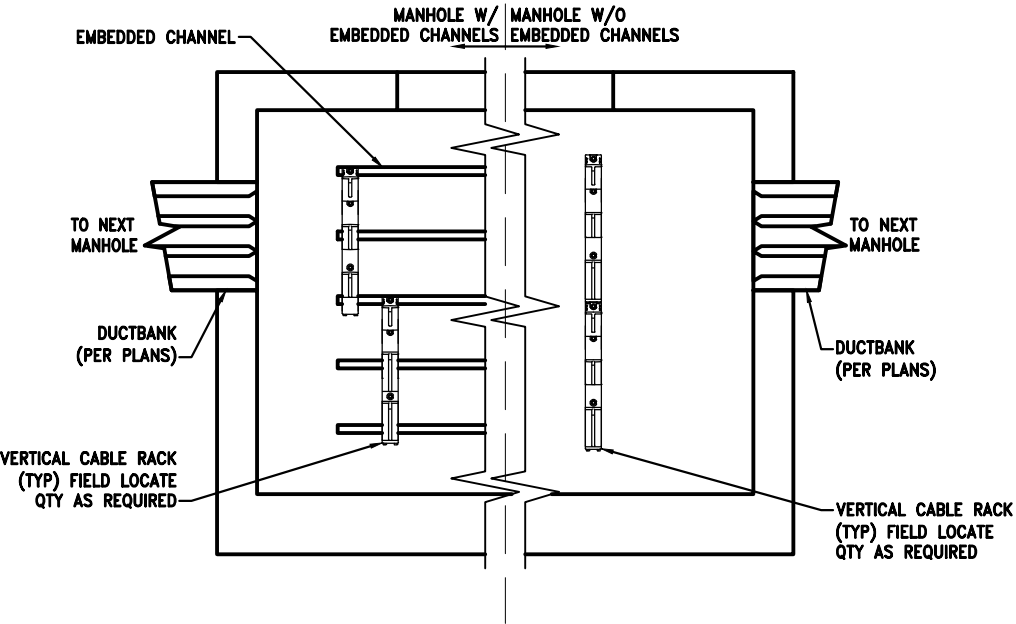 MANHOLE W/
EMBEDDED CHANNELS
MANHOLE W/O
EMBEDDED CHANNELS
EMBEDDED CHANNEL
TO NEXT
MANHOLE
TO NEXT
MANHOLE
DUCTBANK
(PER PLANS)
DUCTBANK
(PER PLANS)
VERTICAL CABLE RACK
(TYP) FIELD LOCATE
QTY AS REQUIRED
VERTICAL CABLE RACK
(TYP) FIELD LOCATE
QTY AS REQUIRED